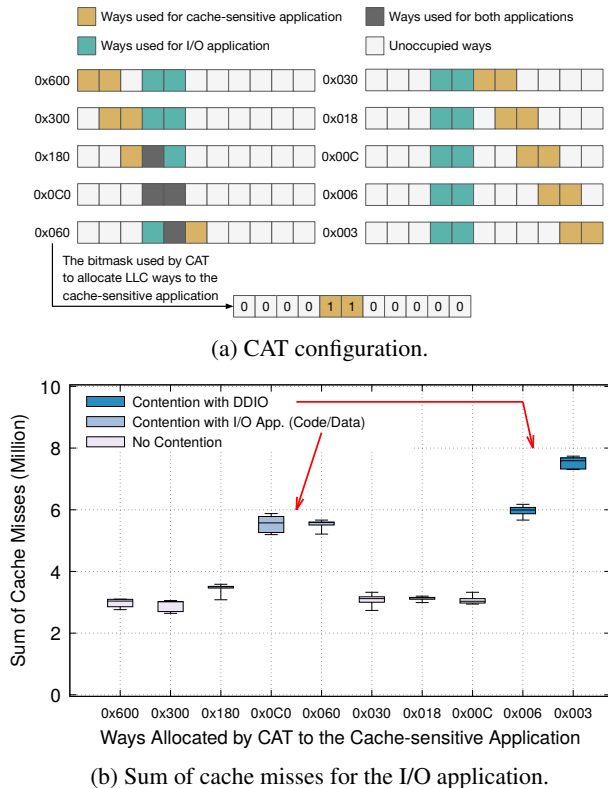 Ways used for cache-sensitive application
Ways used for both applications
Ways used for I/O application
Unoccupied ways
0x600
0x030
0x300
0x018
0x180
0x00C
0x0C0
0x006
0x060
0x003
The bitmask used by CAT
to allocate LLC ways to the
cache-sensitive application
0 0 0 0 1 1 0 0 0 0 0
(a) CAT configuration.
10
8
6
4
2
0
Sum of Cache Misses (Million)
Contention with DDIO
Contention with I/O App. (Code/Data)
No Contention
0x600 0x300 0x180 0x0C0 0x060 0x030 0x018 0x00C 0x006 0x003
Ways Allocated by CAT to the Cache-sensitive Application
(b) Sum of cache misses for the I/O application.